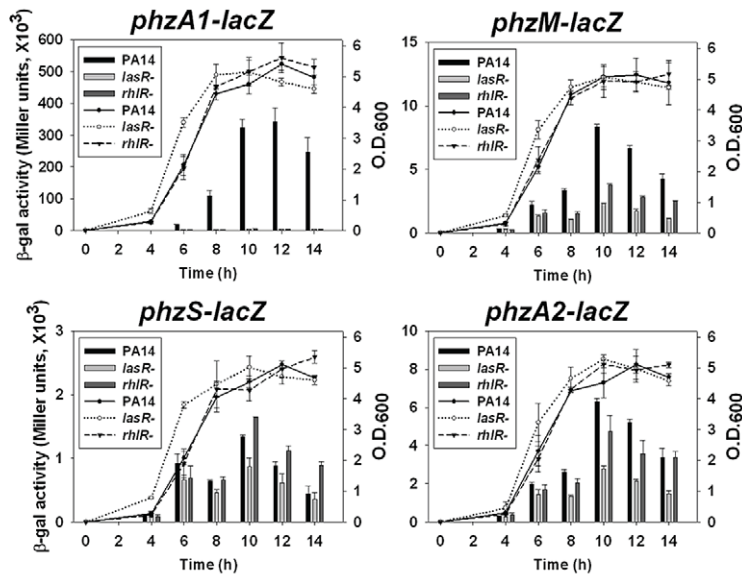 phzA1-lacZ
β-gal activity (Miller units, X10³)
600
500
400
300
200
100
0
PA14
lasR-
rhlR-
PA14
lasR-
rhlR-
6
5
4
3
2
1
0
O.D.600
0 2 4 6 8 10 12 14
Time (h)
phzM-lacZ
15
10
5
0
PA14
lasR-
rhlR-
PA14
lasR-
rhlR-
6
5
4
3
2
1
0
O.D.600
0 2 4 6 8 10 12 14
Time (h)
phzS-lacZ
β-gal activity (Miller units, X10³)
3
2
1
0
PA14
lasR-
rhlR-
PA14
lasR-
rhlR-
6
5
4
3
2
1
0
O.D.600
0 2 4 6 8 10 12 14
Time (h)
phzA2-lacZ
10
8
6
4
2
0
PA14
lasR-
rhlR-
PA14
lasR-
rhlR-
6
5
4
3
2
1
0
O.D.600
0 2 4 6 8 10 12 14
Time (h)